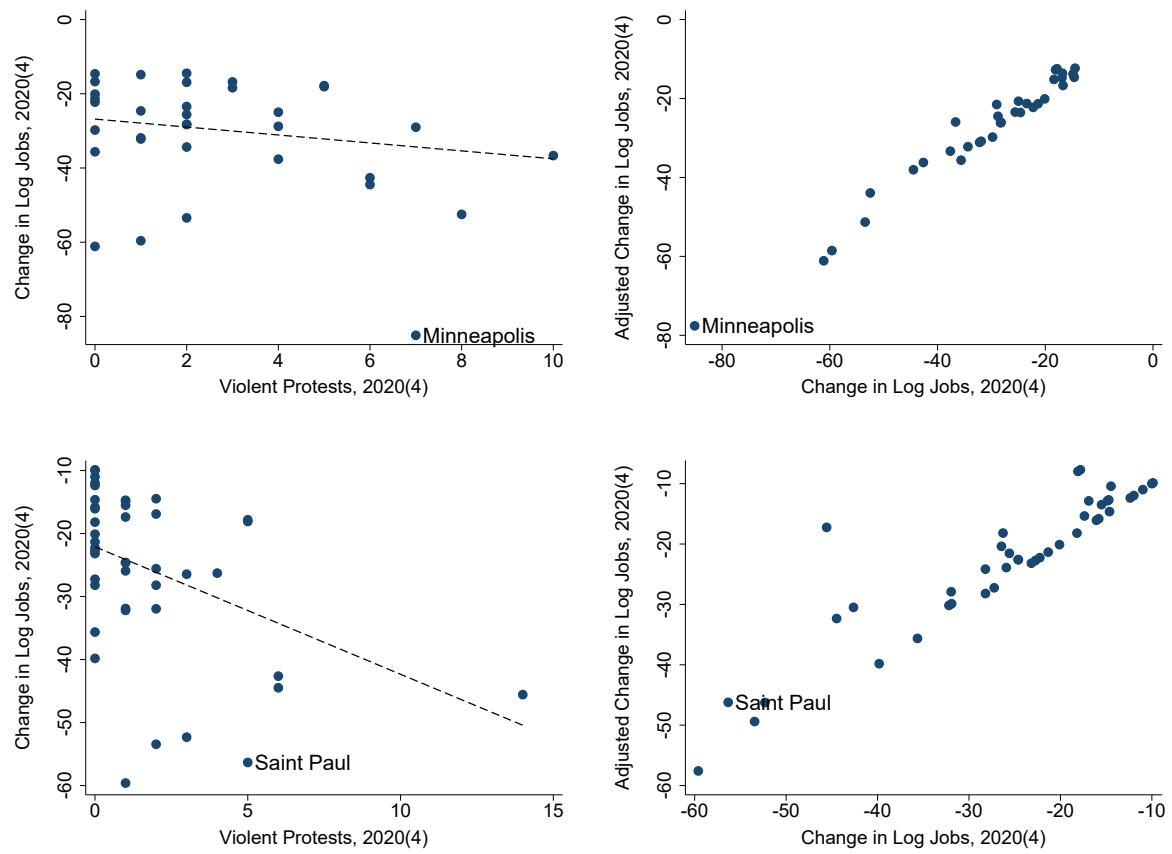 Change in Log Jobs, 2020(4)
0
-20
-40
-60
-80
Minneapolis
0 2 4 6 8 10
Violent Protests, 2020(4)
Adjusted Change in Log Jobs, 2020(4)
0
-20
-40
-60
-80
Minneapolis
-80 -60 -40 -20 0
Change in Log Jobs, 2020(4)
Change in Log Jobs, 2020(4)
-10
-20
-30
-40
-50
-60
Saint Paul
0 5 10 15
Violent Protests, 2020(4)
Adjusted Change in Log Jobs, 2020(4)
-10
-20
-30
-40
-50
-60
Saint Paul
-60 -50 -40 -30 -20 -10
Change in Log Jobs, 2020(4)